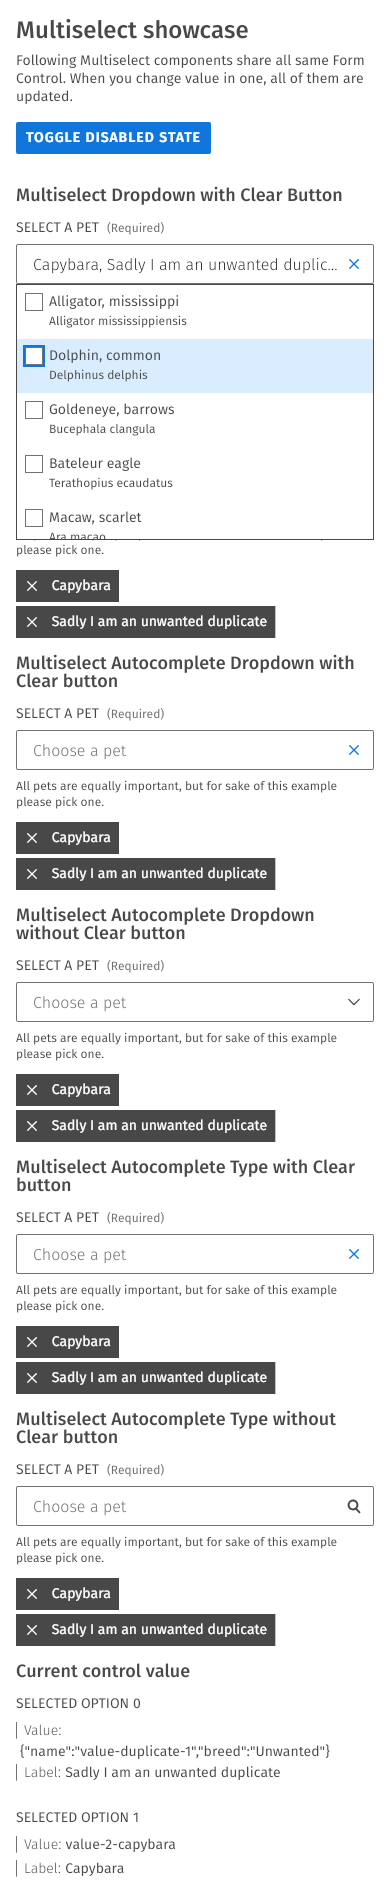 Multiselect showcase
Following Multiselect components share all same Form
Control. When you change value in one, all of them are
updated.
TOGGLE DISABLED STATE
Multiselect Dropdown with Clear Button
SELECT A PET (Required)
Capybara, Sadly I am an unwanted duplic...
Alligator, mississippi
Alligator mississippiensis
Dolphin, common
Delphinus delphis
Goldeneye, barrows
Bucephala clangula
Bateleur eagle
Terathopius ecaudatus
Macaw, scarlet
Ara macao
please pick one.
Capybara
Sadly I am an unwanted duplicate
Multiselect Autocomplete Dropdown with
Clear button
SELECT A PET (Required)
Choose a pet
All pets are equally important, but for sake of this example
please pick one.
Capybara
Sadly I am an unwanted duplicate
Multiselect Autocomplete Dropdown
without Clear button
SELECT A PET (Required)
Choose a pet
All pets are equally important, but for sake of this example
please pick one.
Capybara
Sadly I am an unwanted duplicate
Multiselect Autocomplete Type with Clear
button
SELECT A PET (Required)
Choose a pet
All pets are equally important, but for sake of this example
please pick one.
Capybara
Sadly I am an unwanted duplicate
Multiselect Autocomplete Type without
Clear button
SELECT A PET (Required)
Choose a pet
All pets are equally important, but for sake of this example
please pick one.
Capybara
Sadly I am an unwanted duplicate
Current control value
SELECTED OPTION 0
Value:
{"name":"value-duplicate-1","breed":"Unwanted"}
Label: Sadly I am an unwanted duplicate
SELECTED OPTION 1
Value: value-2-capybara
Label: Capybara